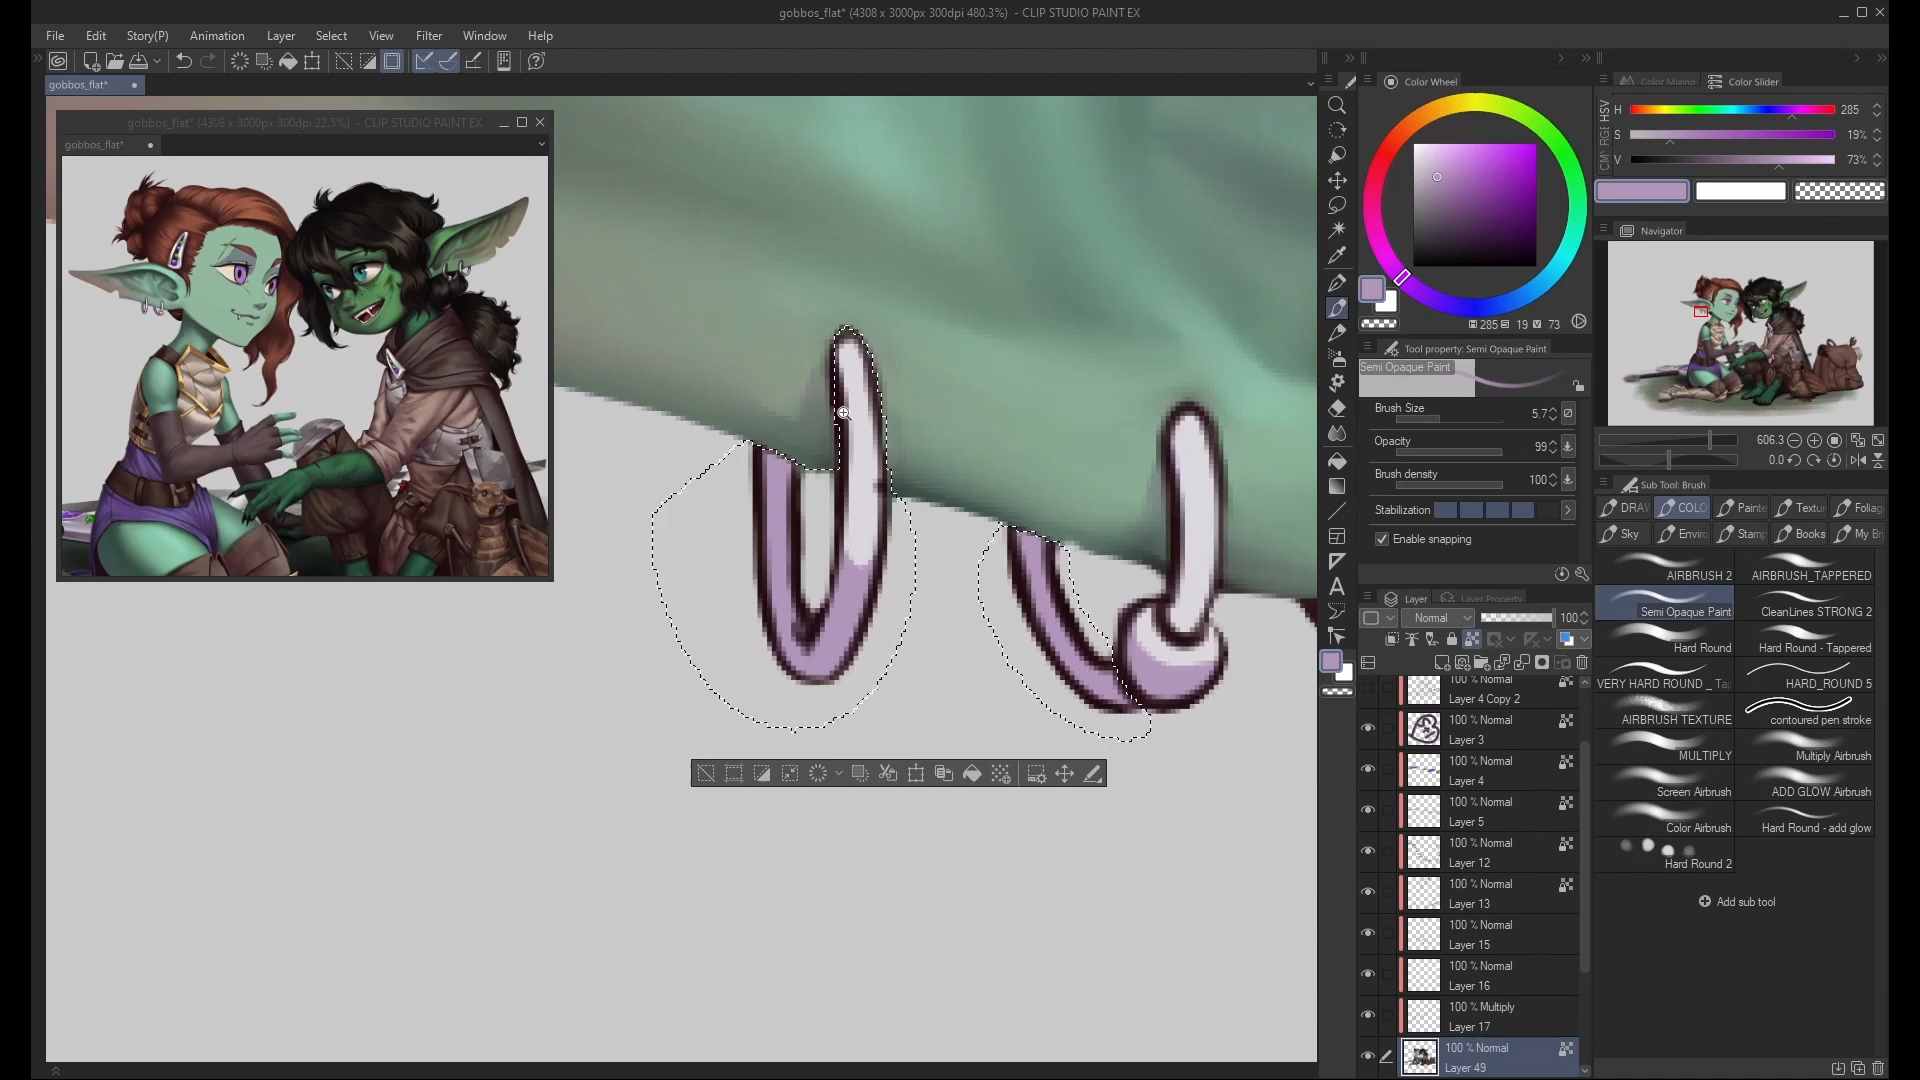 gobbos_flat* (4308 x 3000px 300dpi 480.3%) - CLIP STUDIO PAINT EX
File Edit Story(P) Animation Layer Select View Filter Window Help
gobbos_flat*
gobbos_flat* (4308 x 3000px 300dpi 22.5%) - CLIP STUDIO PAINT EX
gobbos_flat*
Color Wheel
285 19 73
Tool property: Semi Opaque Paint
Semi Opaque Paint
Brush Size 5.7
Opacity 99
Brush density 100
Stabilization
Enable snapping
Layer Layer Property
Normal 100
100 % Normal
Layer 4 Copy 2
100 % Normal
Layer 3
100 % Normal
Layer 4
100 % Normal
Layer 5
100 % Normal
Layer 12
100 % Normal
Layer 13
100 % Normal
Layer 15
100 % Normal
Layer 16
100 % Multiply
Layer 17
100 % Normal
Layer 49
Color Mixing Color Slider
HSV
RGB
CM
H 285
S 19%
V 73%
Navigator
606.3
0.0
Sub Tool: Brush
DRA COLO Painte Textu Foliag
Sky Enviro Stamp Books My Br
AIRBRUSH 2 AIRBRUSH_TAPPERED
Semi Opaque Paint CleanLines STRONG 2
Hard Round Hard Round - Tappered
VERY HARD ROUND _ Ta HARD_ROUND 5
AIRBRUSH TEXTURE contoured pen stroke
MULTIPLY Multiply Airbrush
Screen Airbrush ADD GLOW Airbrush
Color Airbrush Hard Round - add glow
Hard Round 2
Add sub tool